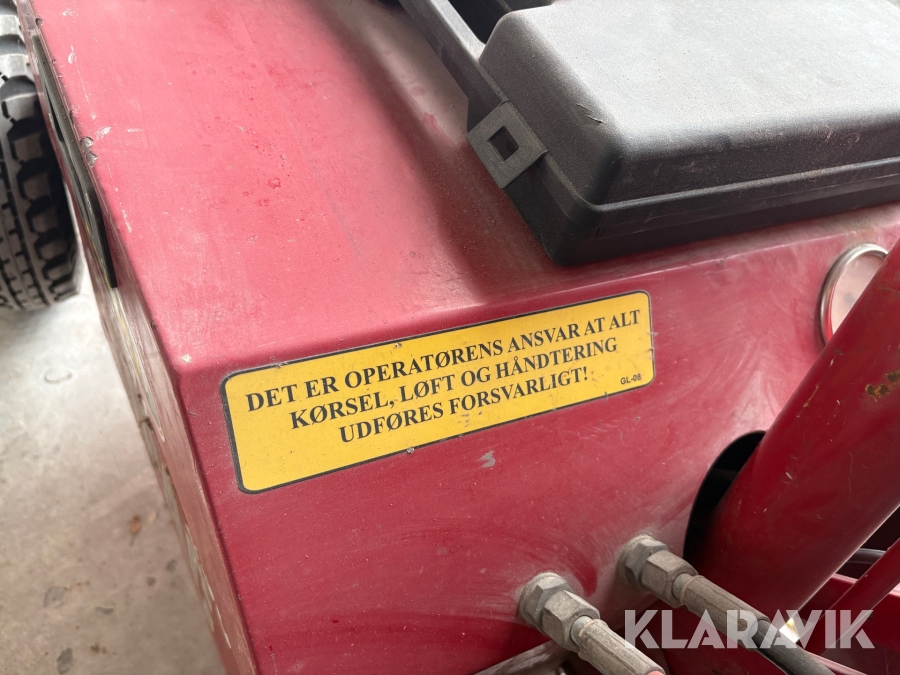 DET ER OPERATØRENS ANSVAR AT ALT
KØRSEL, LØFT OG HÅNDTERING
UDFØRES FORSVARLIGT!
GL-08
KLARAVIK